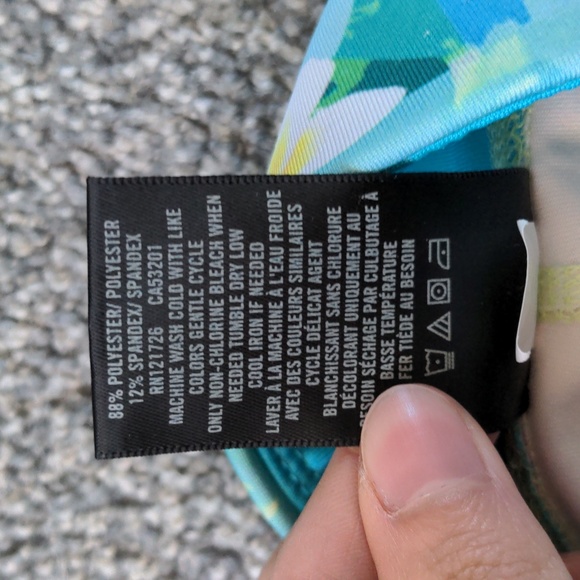 88% POLYESTER/ POLYESTER
12% SPANDEX/ SPANDEX
RN121726 CA53201
MACHINE WASH COLD WITH LIKE
COLORS GENTLE CYCLE
ONLY NON-CHLORINE BLEACH WHEN
NEEDED TUMBLE DRY LOW
COOL IRON IF NEEDED
LAVER À LA MACHINE À L'EAU FROIDE
AVEC DES COULEURS SIMILAIRES
CYCLE DÉLICAT AGENT
BLANCHISSANT SANS CHLORURE
DÉCOLORANT UNIQUEMENT AU
BESOIN SÉCHAGE PAR CULBUTAGE À
BASSE TEMPÉRATURE
FER TIÈDE AU BESOIN